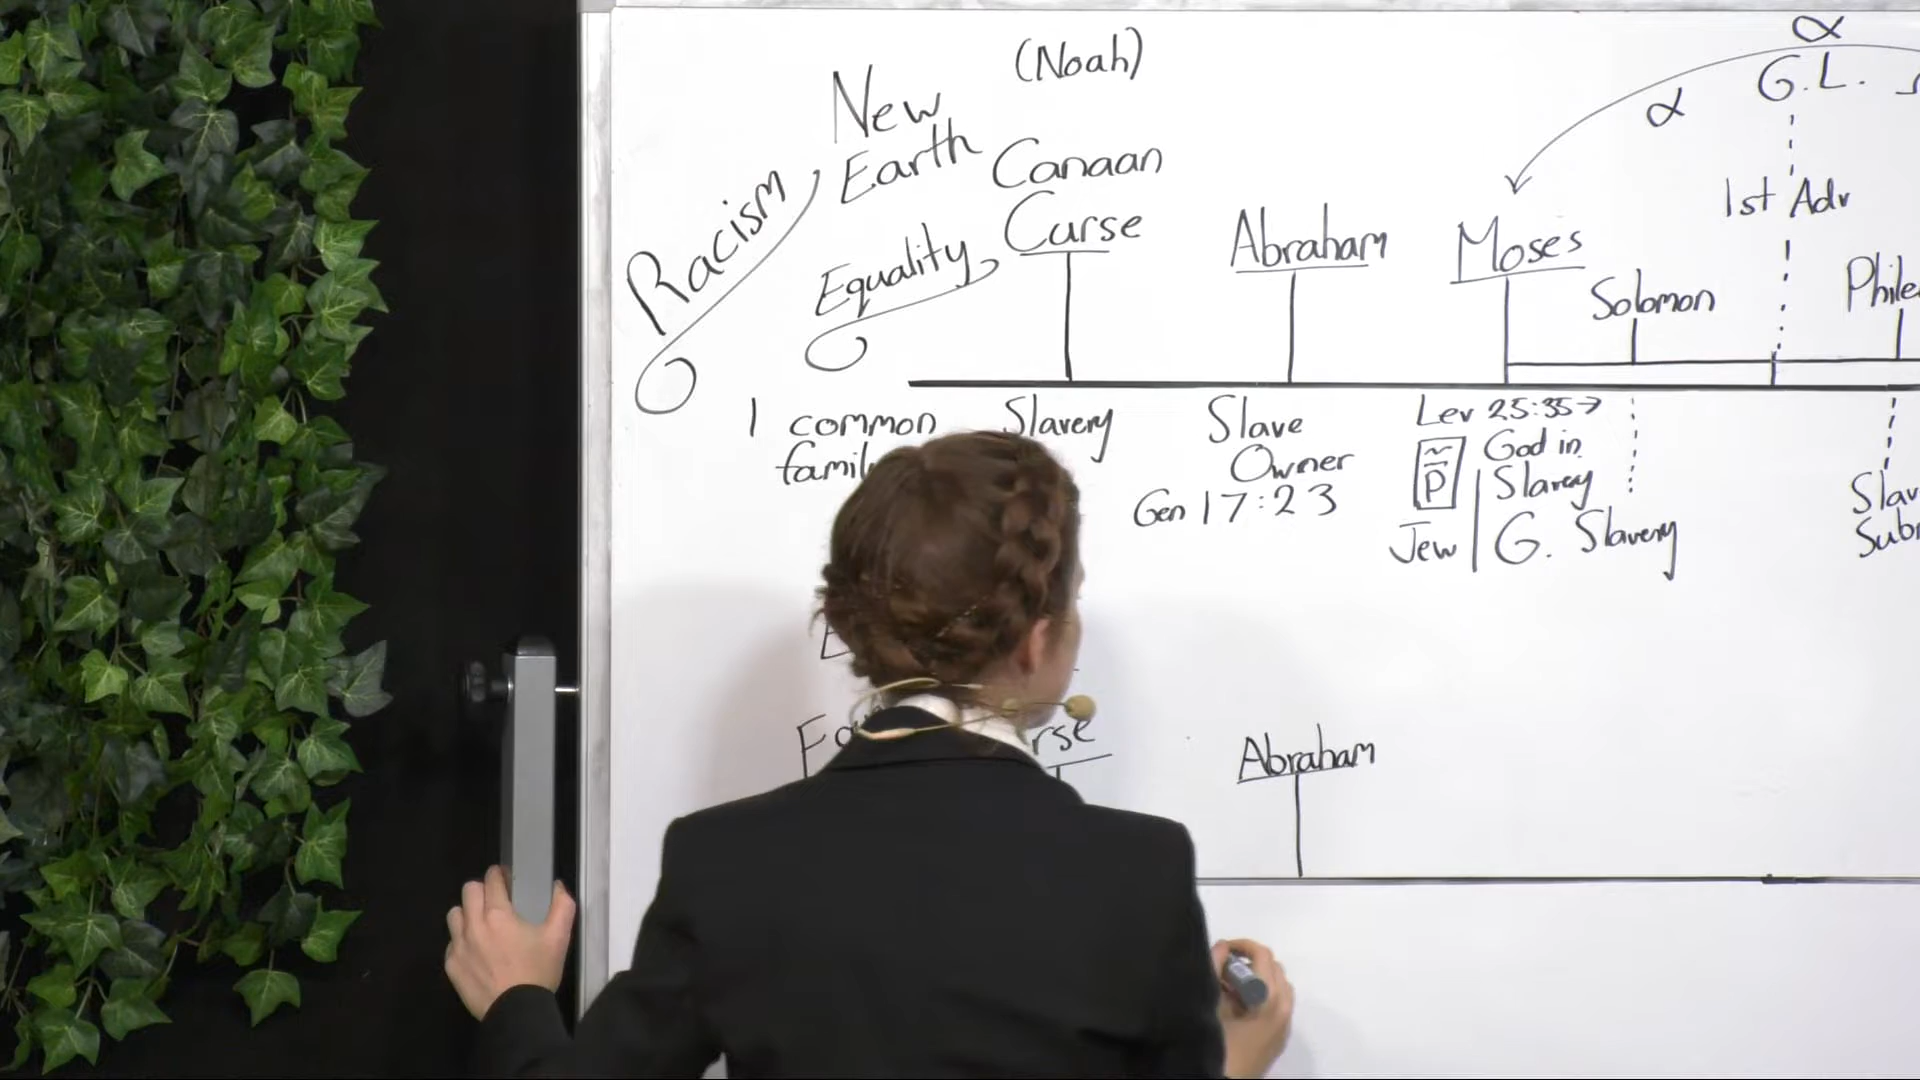 (Noah)
New
Earth
Canaan
Curse
Racism
Equality
Abraham
Moses
Solomon
α
G.L.
α
1st Adv
1 common
Slavery
Slave
Owner
Gen 17:23
Lev 25:35→
God in
P
Slavery
Jew
G. Slavery
Abraham